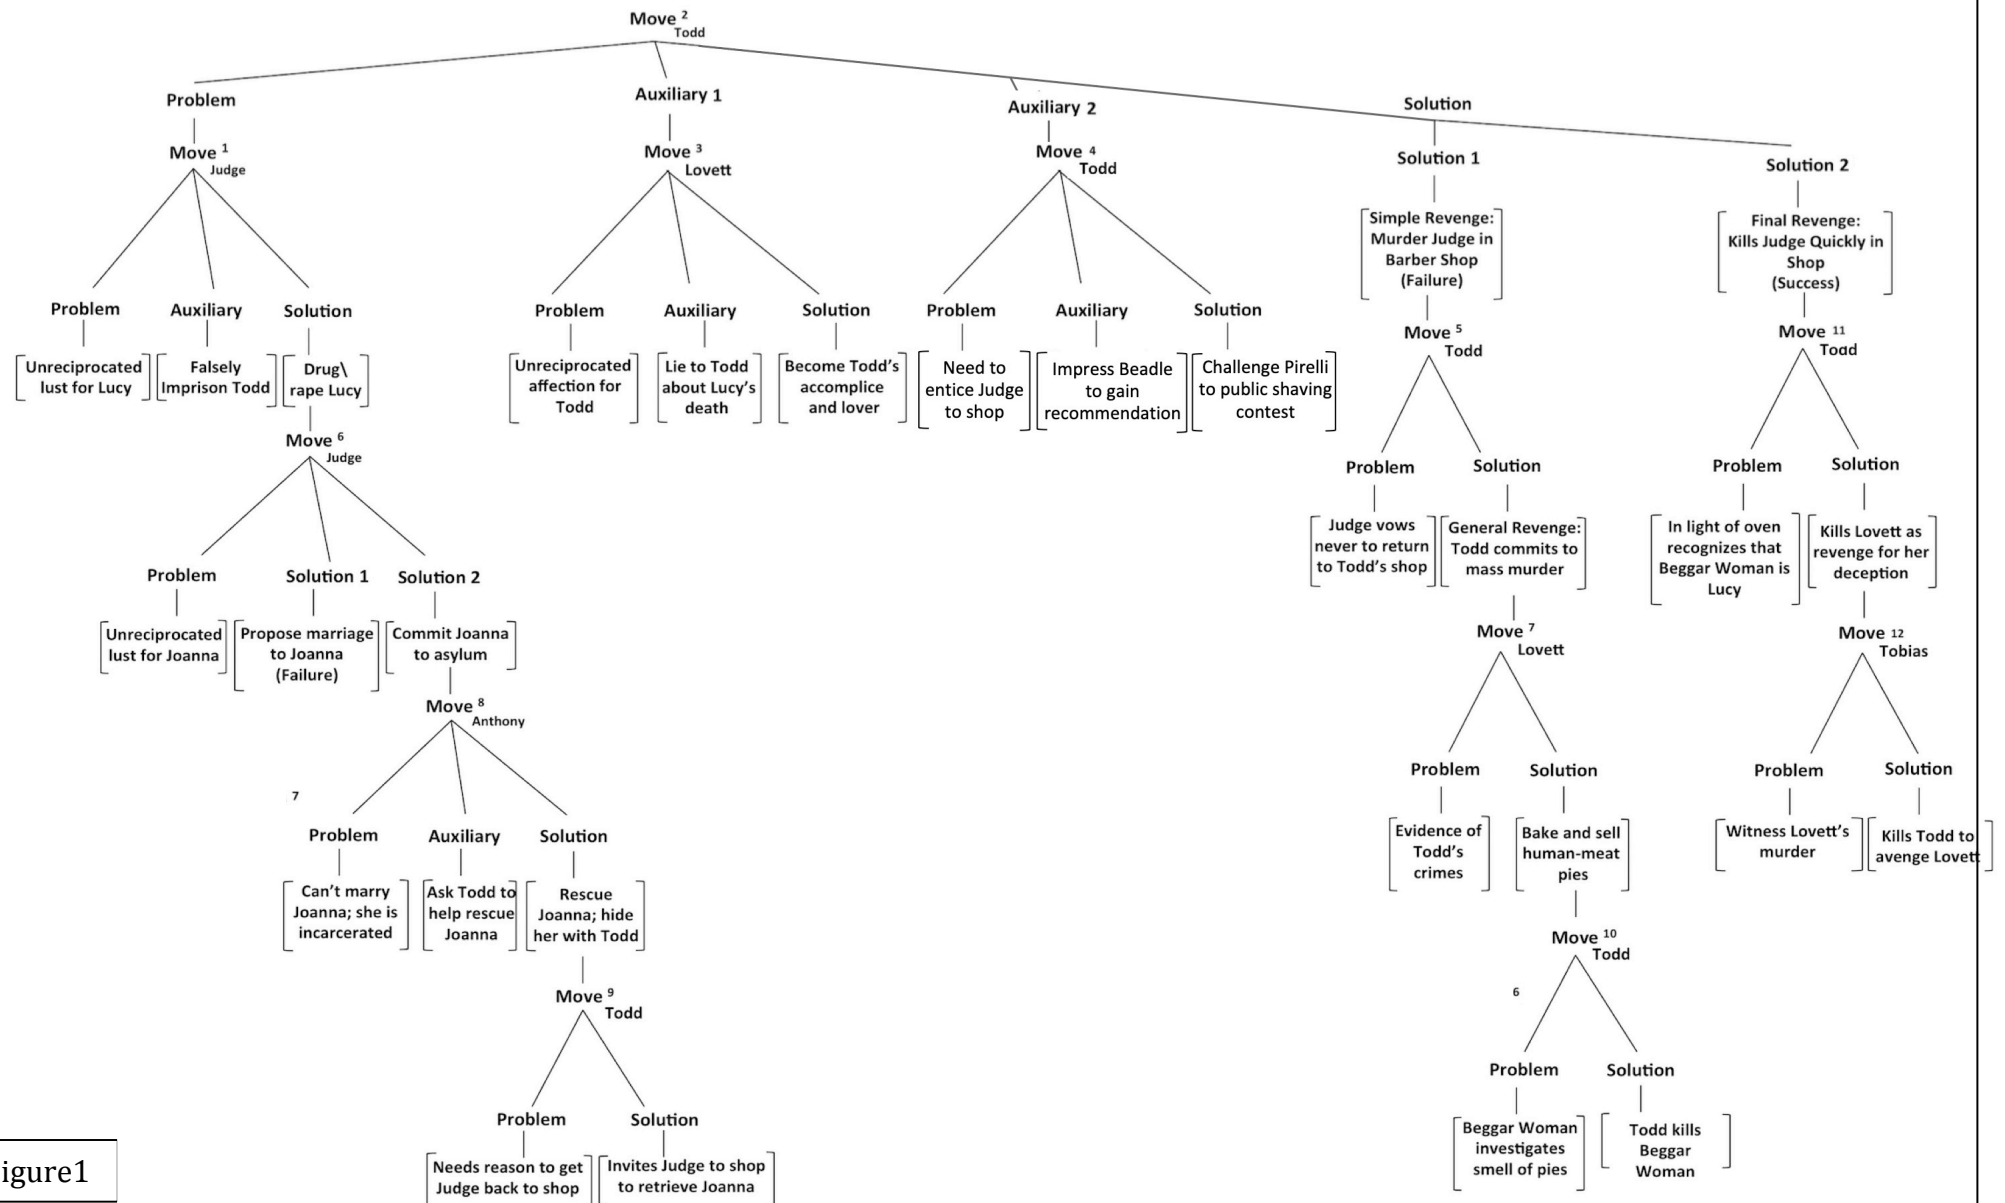 Move 2
Todd
Problem
Auxiliary 1
Auxiliary 2
Solution
Move 1
Judge
Move 3
Lovett
Move 4
Todd
Solution 1
Solution 2
Simple Revenge:
Murder Judge in
Barber Shop
(Failure)
Final Revenge:
Kills Judge Quickly in
Shop
(Success)
Problem
Auxiliary
Solution
Problem
Auxiliary
Solution
Problem
Auxiliary
Solution
Move 5
Todd
Move 11
Todd
Unreciprocated
lust for Lucy
Falsely
Imprison Todd
Drug\
rape Lucy
Unreciprocated
affection for
Todd
Lie to Todd
about Lucy’s
death
Become Todd’s
accomplice
and lover
Need to
entice Judge
to shop
Impress Beadle
to gain
recommendation
Challenge Pirelli
to public shaving
contest
Move 6
Judge
Problem
Solution
Problem
Solution
Judge vows
never to return
to Todd’s shop
General Revenge:
Todd commits to
mass murder
In light of oven
recognizes that
Beggar Woman is
Lucy
Kills Lovett as
revenge for her
deception
Problem
Solution 1
Solution 2
Unreciprocated
lust for Joanna
Propose marriage
to Joanna
(Failure)
Commit Joanna
to asylum
Move 7
Lovett
Move 12
Tobias
Move 8
Anthony
Problem
Solution
Problem
Solution
7
Evidence of
Todd’s
crimes
Bake and sell
human-meat
pies
Witness Lovett’s
murder
Kills Todd to
avenge Lovett
Problem
Auxiliary
Solution
Can’t marry
Joanna; she is
incarcerated
Ask Todd to
help rescue
Joanna
Rescue
Joanna; hide
her with Todd
Move 10
Todd
Move 9
Todd
6
Problem
Solution
Problem
Solution
Beggar Woman
investigates
smell of pies
Todd kills
Beggar
Woman
Needs reason to get
Judge back to shop
Invites Judge to shop
to retrieve Joanna
igure1